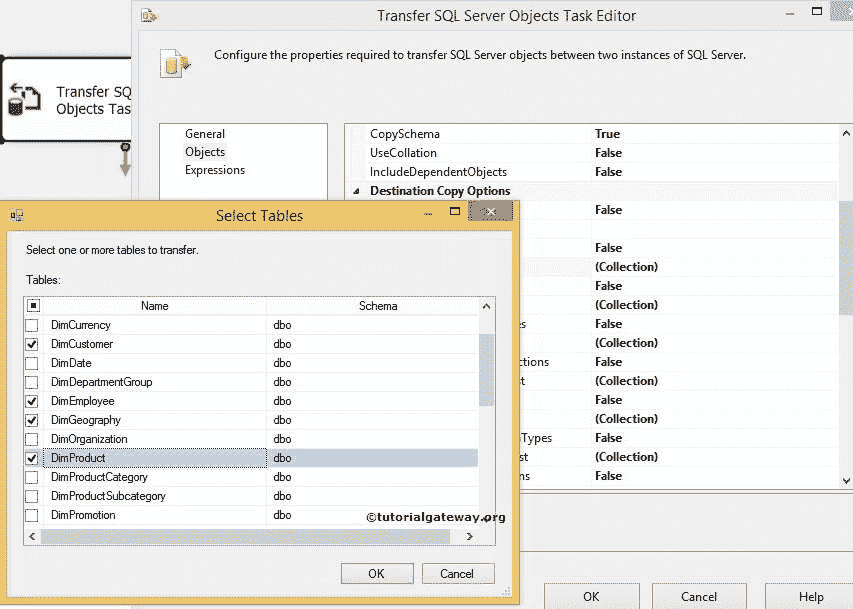 Transfer SQL Server Objects Task Editor
Configure the properties required to transfer SQL Server objects between two instances of SQL Server.
Transfer SQ
Objects Tas
General
Objects
Expressions
CopySchema True
UseCollation False
IncludeDependentObjects False
Destination Copy Options
False
False
(Collection)
False
(Collection)
es False
(Collection)
ctions False
st (Collection)
False
(Collection)
sTypes False
st (Collection)
ns False
Select Tables
Select one or more tables to transfer.
Tables:
Name Schema
DimCurrency dbo
DimCustomer dbo
DimDate dbo
DimDepartmentGroup dbo
DimEmployee dbo
DimGeography dbo
DimOrganization dbo
DimProduct dbo
DimProductCategory dbo
DimProductSubcategory dbo
DimPromotion dbo
©tutorialgateway.org
OK Cancel
OK Cancel Help